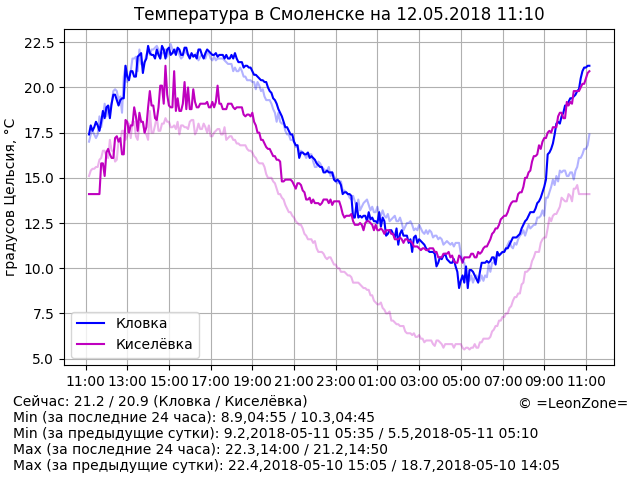 Температура в Смоленске на 12.05.2018 11:10
градусов Цельсия, °C
22.5
20.0
17.5
15.0
12.5
10.0
7.5
5.0
Кловка
Киселёвка
11:00 13:00 15:00 17:00 19:00 21:00 23:00 01:00 03:00 05:00 07:00 09:00 11:00
Сейчас: 21.2 / 20.9 (Кловка / Киселёвка)
© =LeonZone=
Min (за последние 24 часа): 8.9,04:55 / 10.3,04:45
Min (за предыдущие сутки): 9.2,2018-05-11 05:35 / 5.5,2018-05-11 05:10
Max (за последние 24 часа): 22.3,14:00 / 21.2,14:50
Max (за предыдущие сутки): 22.4,2018-05-10 15:05 / 18.7,2018-05-10 14:05